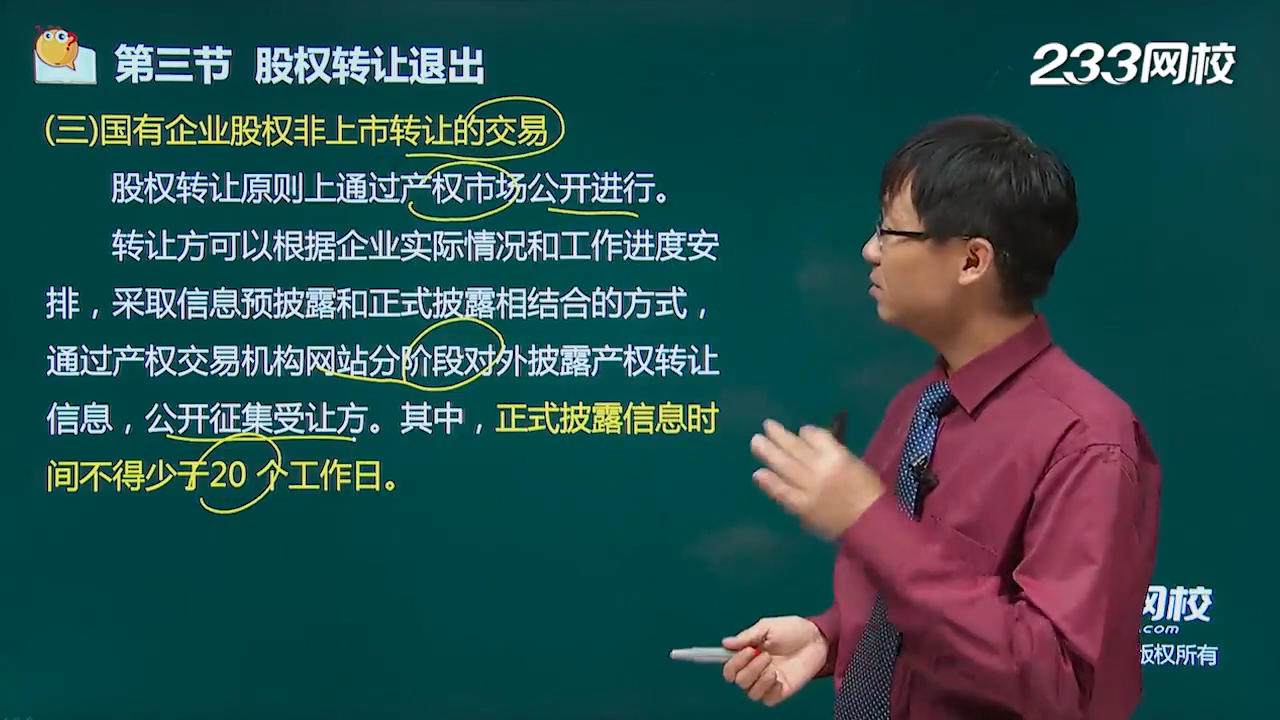 第三节 股权转让退出
233网校
(三)国有企业股权非上市转让的交易
股权转让原则上通过产权市场公开进行。
转让方可以根据企业实际情况和工作进度安
排，采取信息预披露和正式披露相结合的方式，
通过产权交易机构网站分阶段对外披露产权转让
信息，公开征集受让方。其中，正式披露信息时
间不得少于20 个工作日。
网校
.com
版权所有